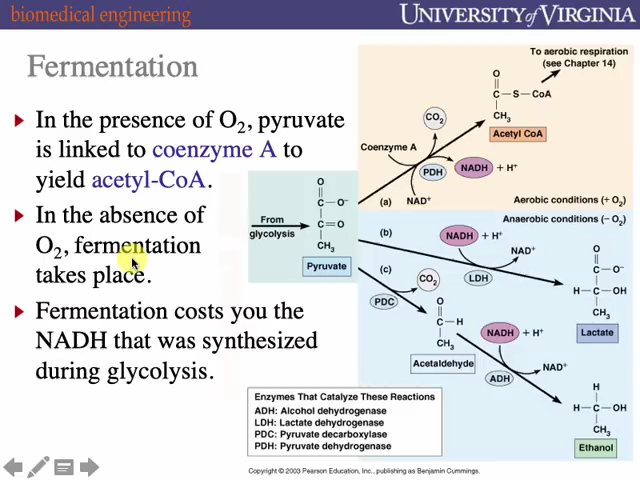 biomedical engineering
UNIVERSITY of VIRGINIA
Fermentation
In the presence of O2, pyruvate
is linked to coenzyme A to
yield acetyl-CoA.
In the absence of
O2, fermentation
takes place.
Fermentation costs you the
NADH that was synthesized
during glycolysis.
To aerobic respiration
(see Chapter 14)
O
C — S — CoA
CH3
Acetyl CoA
CO2
Coenzyme A
PDH
NADH + H+
NAD+
(a)
Aerobic conditions (+ O2)
Anaerobic conditions (− O2)
From
glycolysis
O
C — O−
C = O
CH3
Pyruvate
(b)
NADH + H+
NAD+
LDH
O
C — O−
H — C — OH
CH3
Lactate
(c)
PDC
CO2
O
C — H
CH3
Acetaldehyde
NADH + H+
NAD+
ADH
H
H — C — OH
CH3
Ethanol
Enzymes That Catalyze These Reactions
ADH: Alcohol dehydrogenase
LDH: Lactate dehydrogenase
PDC: Pyruvate decarboxylase
PDH: Pyruvate dehydrogenase
Copyright © 2003 Pearson Education, Inc., publishing as Benjamin Cummings.